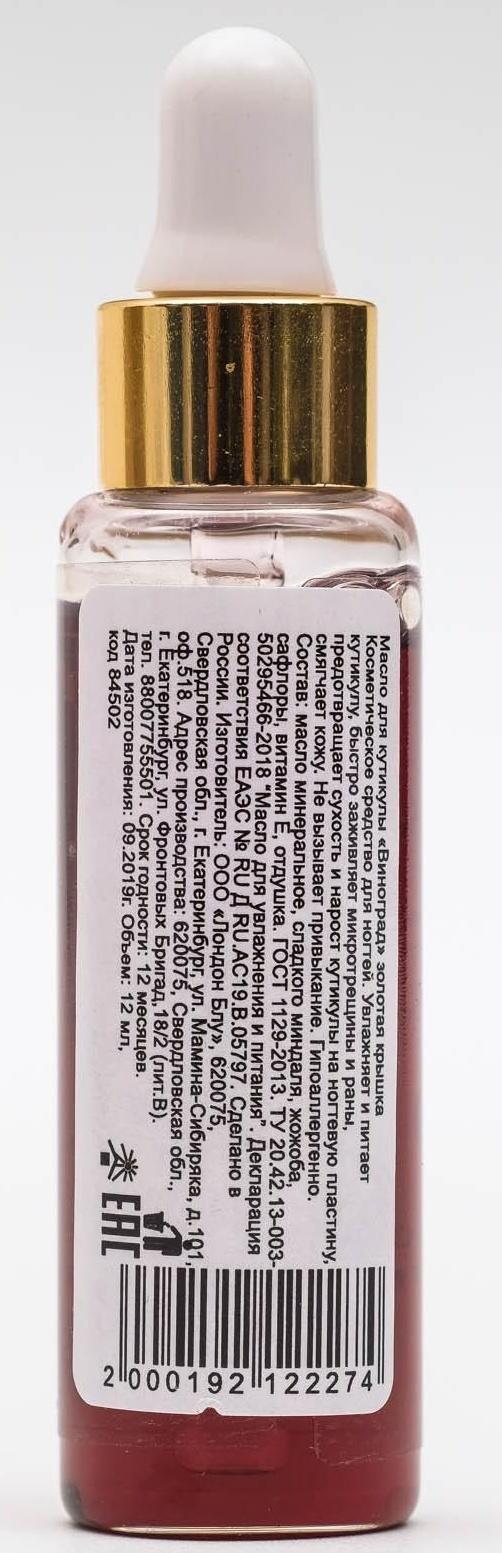 Масло для кутикулы «Виноград» золотая крышка
Косметическое средство для ногтей. Увлажняет и питает
кутикулу, быстро заживляет микротрещины и раны,
предотвращает сухость и нарост кутикулы на ногтевую пластину,
смягчает кожу. Не вызывает привыкание. Гипоаллергенно.
Состав: масло минеральное, сладкого миндаля, жожоба,
сафлоры, витамин Е, отдушка. ГОСТ 1129-2013. ТУ 20.42.13-003-
50295466-2018 "Масло для увлажнения и питания". Декларация
соответствия ЕАЭС № RU Д RU.АС19.В.05797. Сделано в
России. Изготовитель: ООО «Лондон Блу», 620075,
Свердловская обл., г. Екатеринбург, ул. Мамина-Сибиряка, д.101,
оф.518. Адрес производства: 620075, Свердловская обл.,
г. Екатеринбург, ул. Фронтовых Бригад,18/2 (лит.В).
тел. 88007755501. Срок годности: 12 месяцев.
Дата изготовления: 09.2019г. Объем: 12 мл,
код 84502
EAC
2 000192 122274